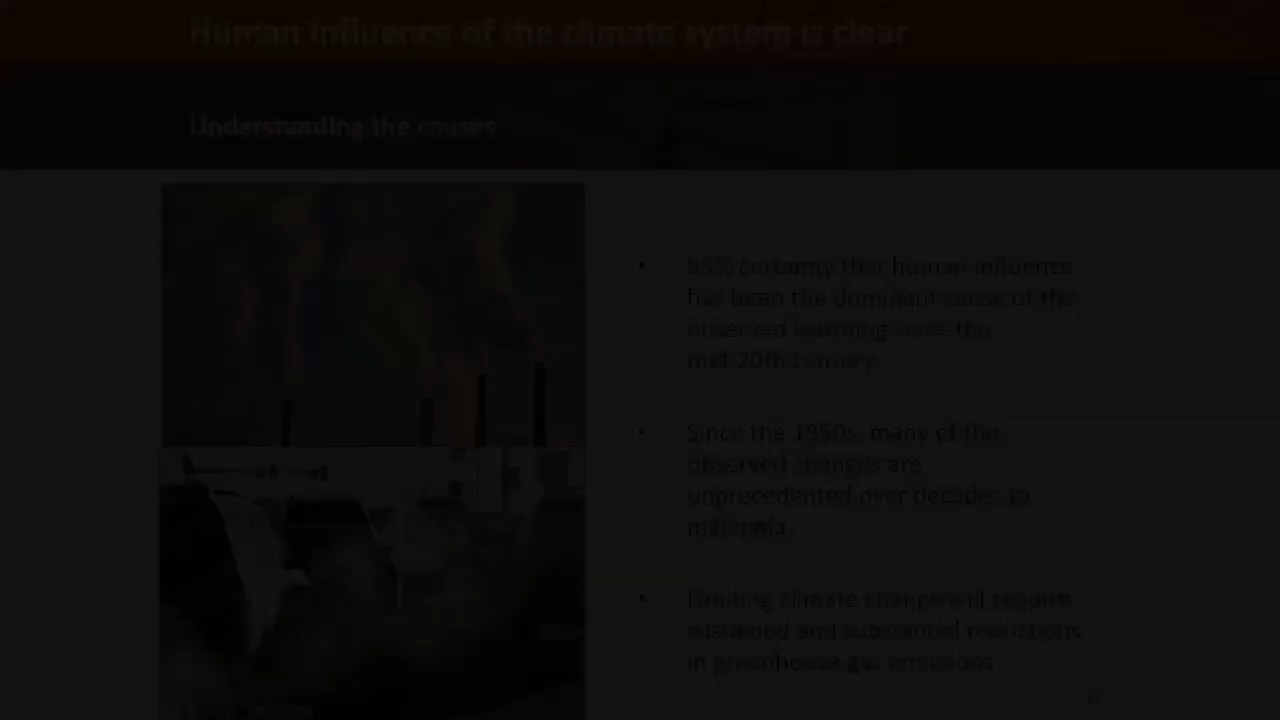 Human influence of the climate system is clear
Understanding the causes
• 95% certainty that human influence
has been the dominant cause of the
observed warming since the
mid-20th century
• Since the 1950s, many of the
observed changes are
unprecedented over decades to
millennia
• Limiting climate change will require
sustained and substantial reductions
in greenhouse gas emissions